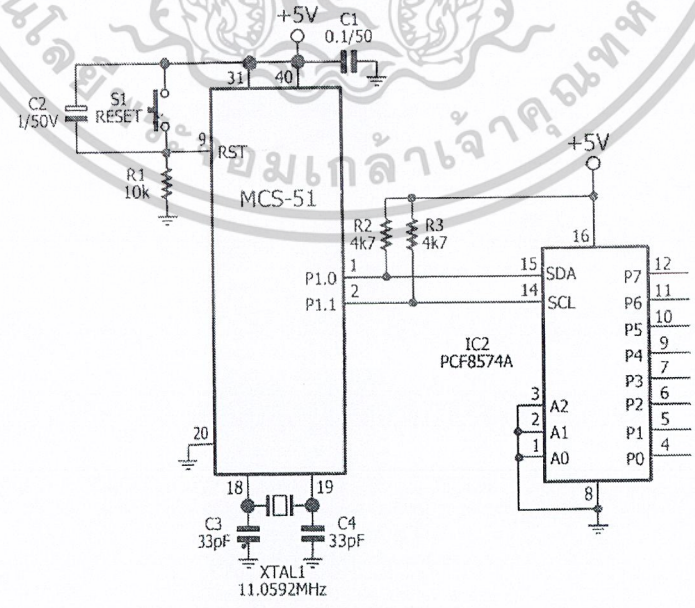 +5V
C1
0.1/50
31
40
C2
1/50V
S1
RESET
9
RST
R1
10k
MCS-51
+5V
R2
4k7
R3
4k7
16
P1.0
1
15
SDA
P1.1
2
14
SCL
P7
12
P6
11
P5
10
P4
9
P3
7
P2
6
P1
5
P0
4
IC2
PCF8574A
3
A2
2
A1
1
A0
8
20
18
19
C3
33pF
C4
33pF
XTAL1
11.0592MHz